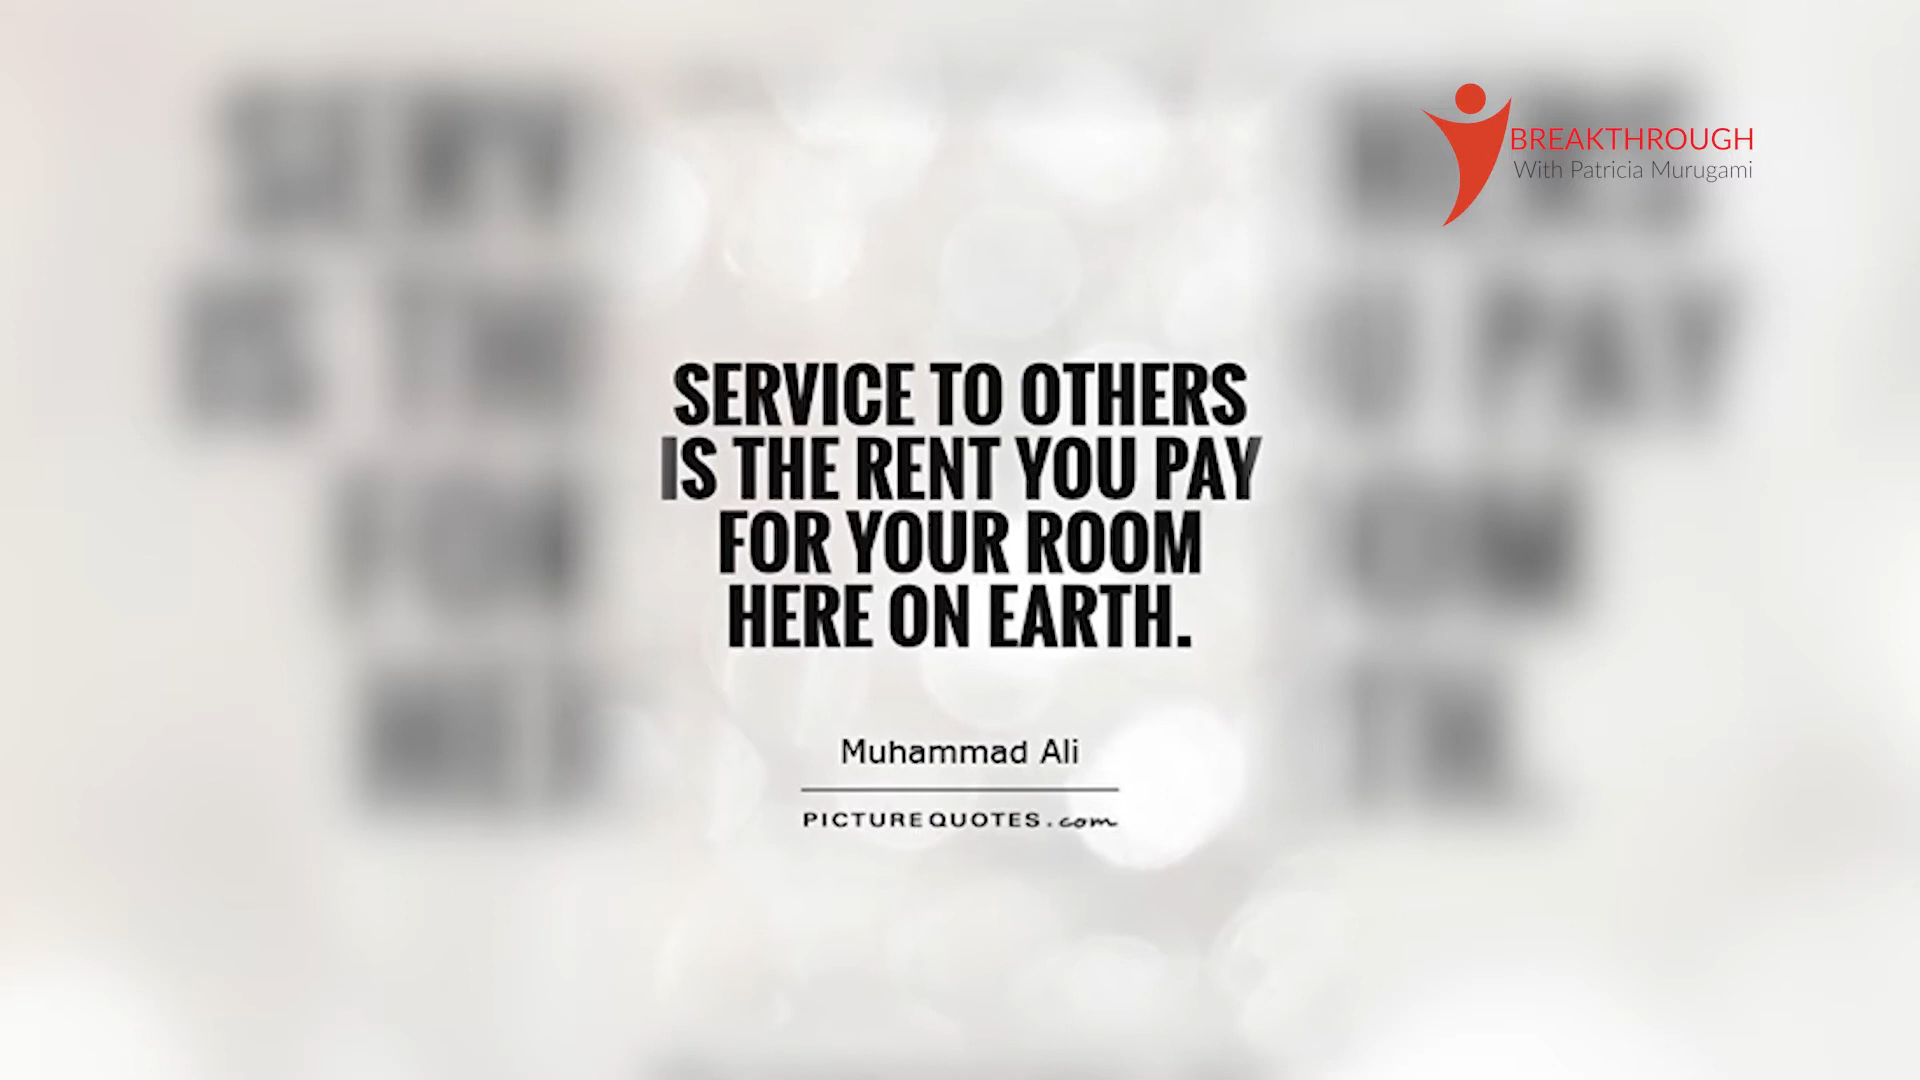 BREAKTHROUGH
With Patricia Murugami
SERVICE TO OTHERS
IS THE RENT YOU PAY
FOR YOUR ROOM
HERE ON EARTH.
Muhammad Ali
PICTUREQUOTES.com